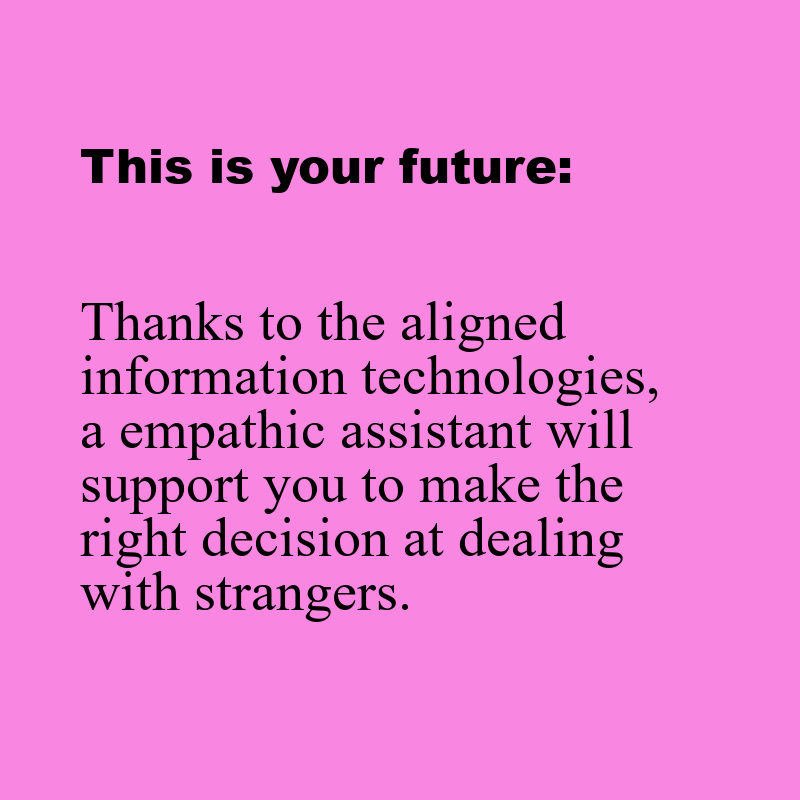 This is your future:
Thanks to the aligned
information technologies,
a empathic assistant will
support you to make the
right decision at dealing
with strangers.